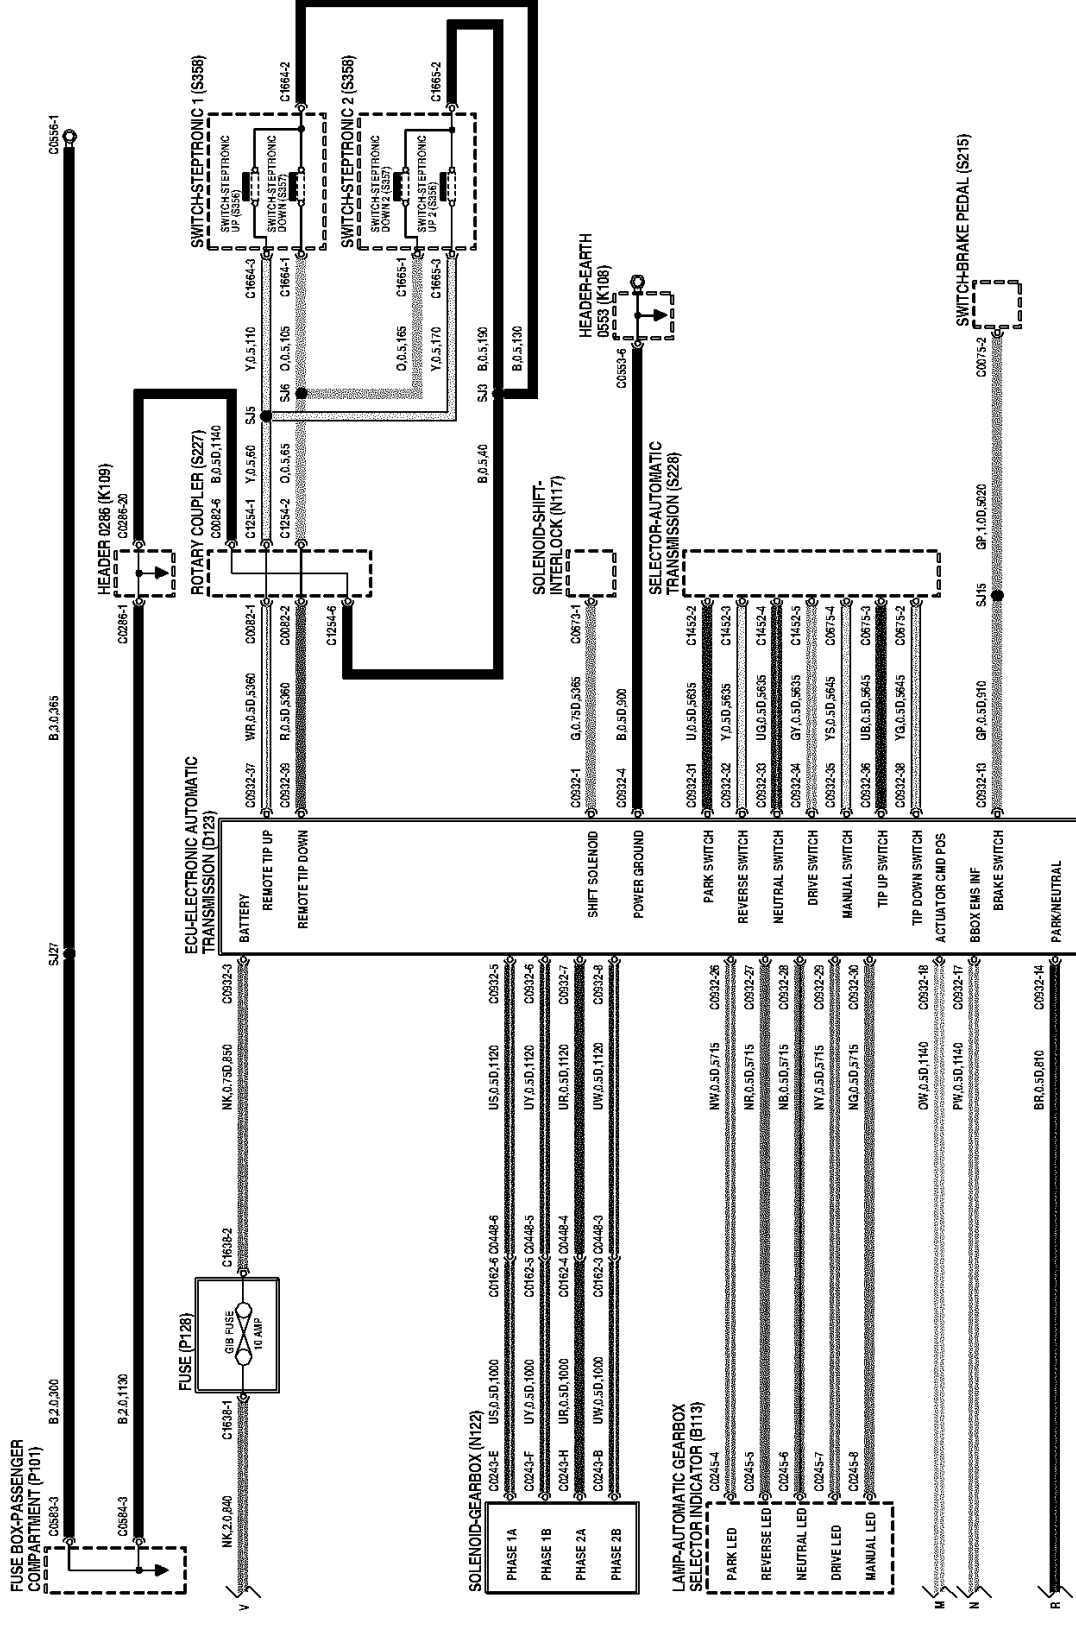 C0556-1
B,3.0,365
SJ27
B,2.0,300
C0583-3
FUSE BOX-PASSENGER
COMPARTMENT (P101)
C0584-3
B,2.0,1130
C0286-1
HEADER 0286 (K109)
C0286-20
B,0.5D,1140
C0082-6
ROTARY COUPLER (S227)
C1254-1
C1254-2
C0082-1
C0082-2
C1254-6
Y,0.5,60
O,0.5,65
SJ5
SJ6
Y,0.5,110
O,0.5,105
O,0.5,165
Y,0.5,170
B,0.5,190
B,0.5,130
SJ3
B,0.5,40
C1664-3
C1664-1
C1665-1
C1665-3
SWITCH-STEPTRONIC 1 (S358)
SWITCH-STEPTRONIC
UP (S356)
SWITCH-STEPTRONIC
DOWN (S357)
C1664-2
SWITCH-STEPTRONIC 2 (S358)
SWITCH-STEPTRONIC
DOWN 2 (S357)
SWITCH-STEPTRONIC
UP 2 (S356)
C1665-2
WR,0.5D,5360
R,0.5D,5360
C0932-37
C0932-39
HEADER-EARTH
0553 (K108)
C0553-6
SOLENOID-SHIFT-
INTERLOCK (N117)
C0673-1
G,0.75D,5365
B,0.5D,900
C0932-1
C0932-4
SELECTOR-AUTOMATIC
TRANSMISSION (S228)
C1452-2
C1452-3
C1452-4
C1452-5
C0675-4
C0675-3
C0675-2
U,0.5D,5635
Y,0.5D,5635
UG,0.5D,5635
GY,0.5D,5635
YS,0.5D,5645
UB,0.5D,5645
YG,0.5D,5645
C0932-31
C0932-32
C0932-33
C0932-34
C0932-35
C0932-36
C0932-38
SWITCH-BRAKE PEDAL (S215)
C0075-2
GP,1.0D,5020
SJ15
GP,0.5D,910
C0932-13
ECU-ELECTRONIC AUTOMATIC
TRANSMISSION (D123)
BATTERY
REMOTE TIP UP
REMOTE TIP DOWN
SHIFT SOLENOID
POWER GROUND
PARK SWITCH
REVERSE SWITCH
NEUTRAL SWITCH
DRIVE SWITCH
MANUAL SWITCH
TIP UP SWITCH
TIP DOWN SWITCH
ACTUATOR CMD POS
BBOX EMS INF
BRAKE SWITCH
PARK/NEUTRAL
C0932-3
NK,0.75D,850
C1638-2
FUSE (P128)
GIB FUSE
10 AMP
C1638-1
NK,2.0,840
V
C0932-5
C0932-6
C0932-7
C0932-8
US,0.5D,1120
UY,0.5D,1120
UR,0.5D,1120
UW,0.5D,1120
C0162-6 C0448-6
C0162-5 C0448-5
C0162-4 C0448-4
C0162-3 C0448-3
US,0.5D,1000
UY,0.5D,1000
UR,0.5D,1000
UW,0.5D,1000
C0243-E
C0243-F
C0243-H
C0243-B
SOLENOID-GEARBOX (N122)
PHASE 1A
PHASE 1B
PHASE 2A
PHASE 2B
C0932-26
C0932-27
C0932-28
C0932-29
C0932-30
NW,0.5D,5715
NR,0.5D,5715
NB,0.5D,5715
NY,0.5D,5715
NG,0.5D,5715
C0245-4
C0245-5
C0245-6
C0245-7
C0245-8
LAMP-AUTOMATIC GEARBOX
SELECTOR INDICATOR (B113)
PARK LED
REVERSE LED
NEUTRAL LED
DRIVE LED
MANUAL LED
C0932-18
C0932-17
C0932-14
OW,0.5D,1140
PW,0.5D,1140
BR,0.5D,810
M
N
R